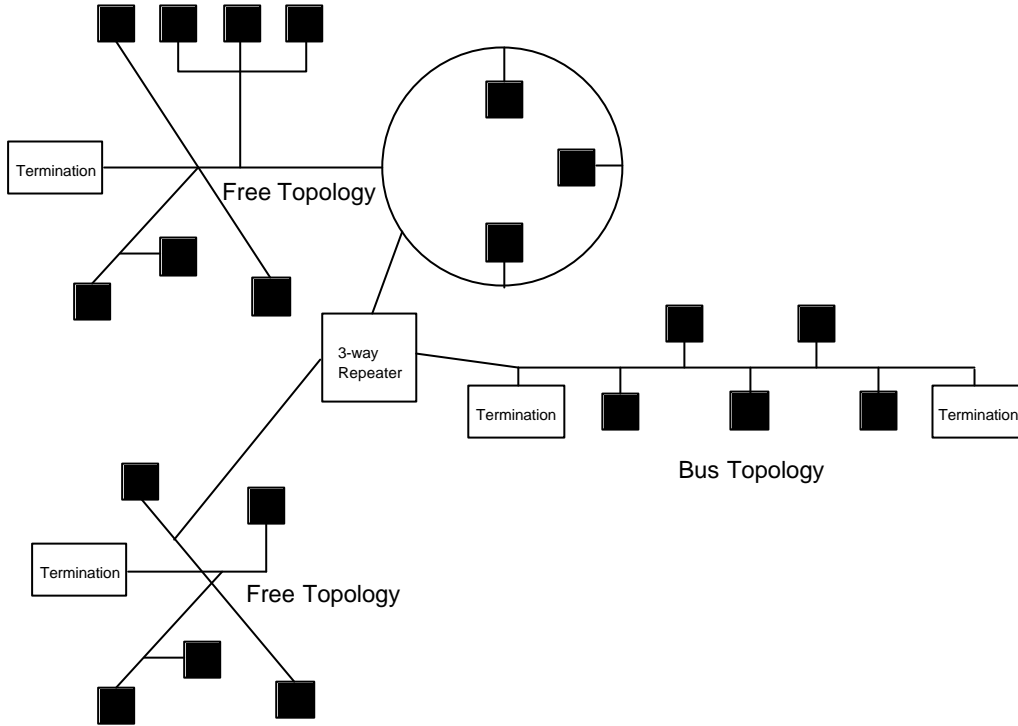 Termination
Free Topology
3-way
Repeater
Termination
Termination
Bus Topology
Termination
Free Topology